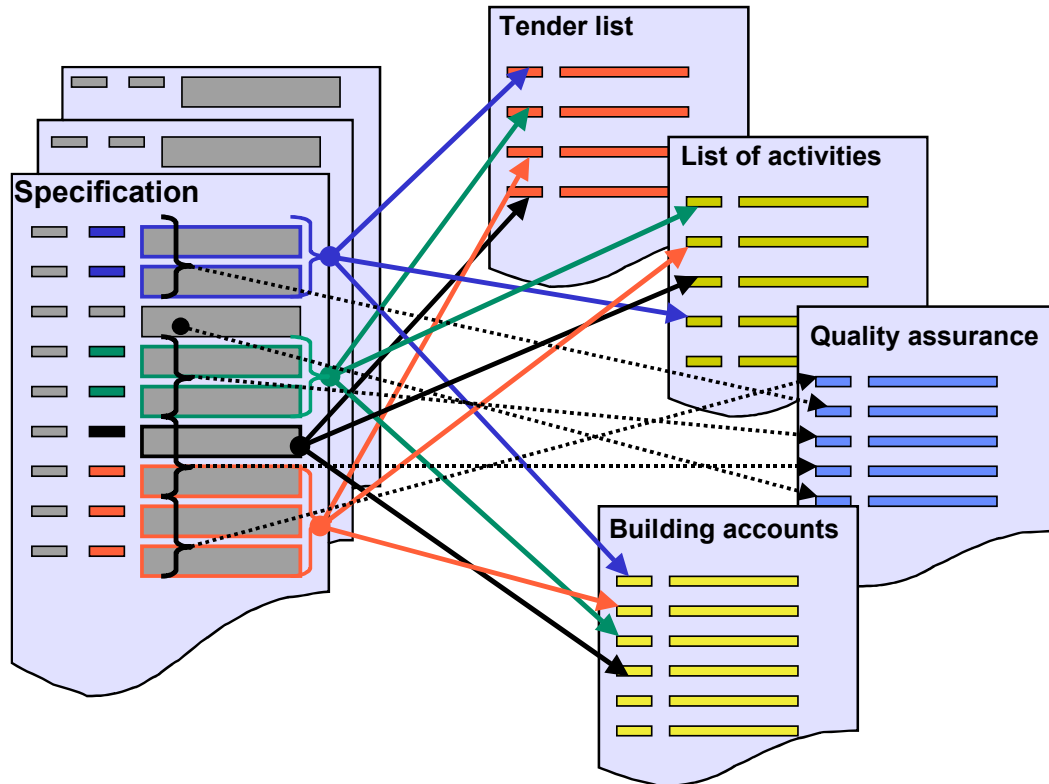 Tender list
List of activities
Specification
Quality assurance
Building accounts